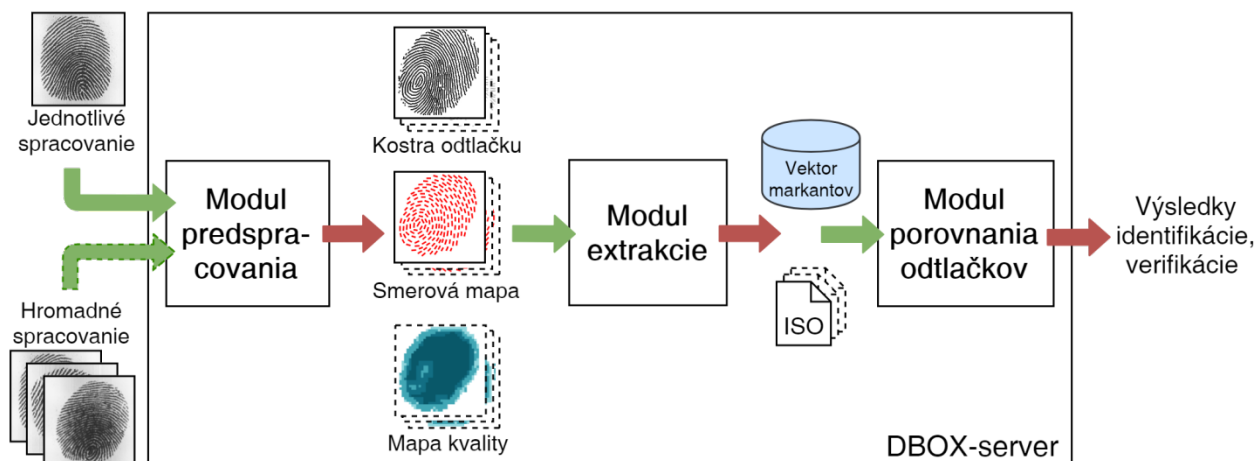 Jednotlivé
spracovanie
Hromadné
spracovanie
Modul
predspra-
covania
Kostra odtlačku
Smerová mapa
Mapa kvality
Modul
extrakcie
Vektor
markantov
ISO
Modul
porovnania
odtlačkov
Výsledky
identifikácie,
verifikácie
DBOX-server